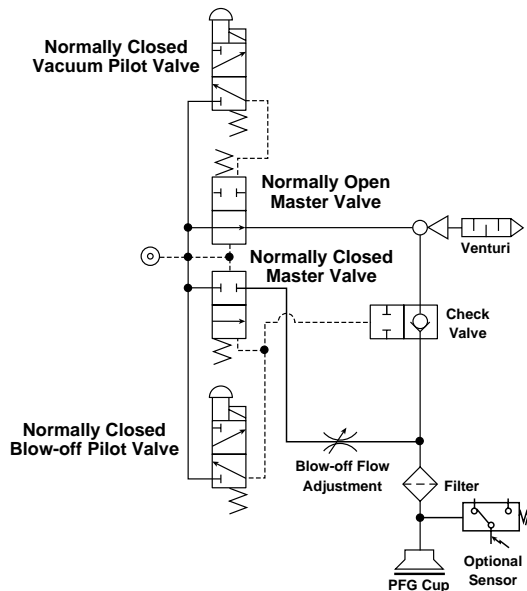 Normally Closed
Vacuum Pilot Valve
Normally Open
Master Valve
Venturi
Normally Closed
Master Valve
Check
Valve
Normally Closed
Blow-off Pilot Valve
Blow-off Flow
Adjustment
Filter
Optional
Sensor
PFG Cup